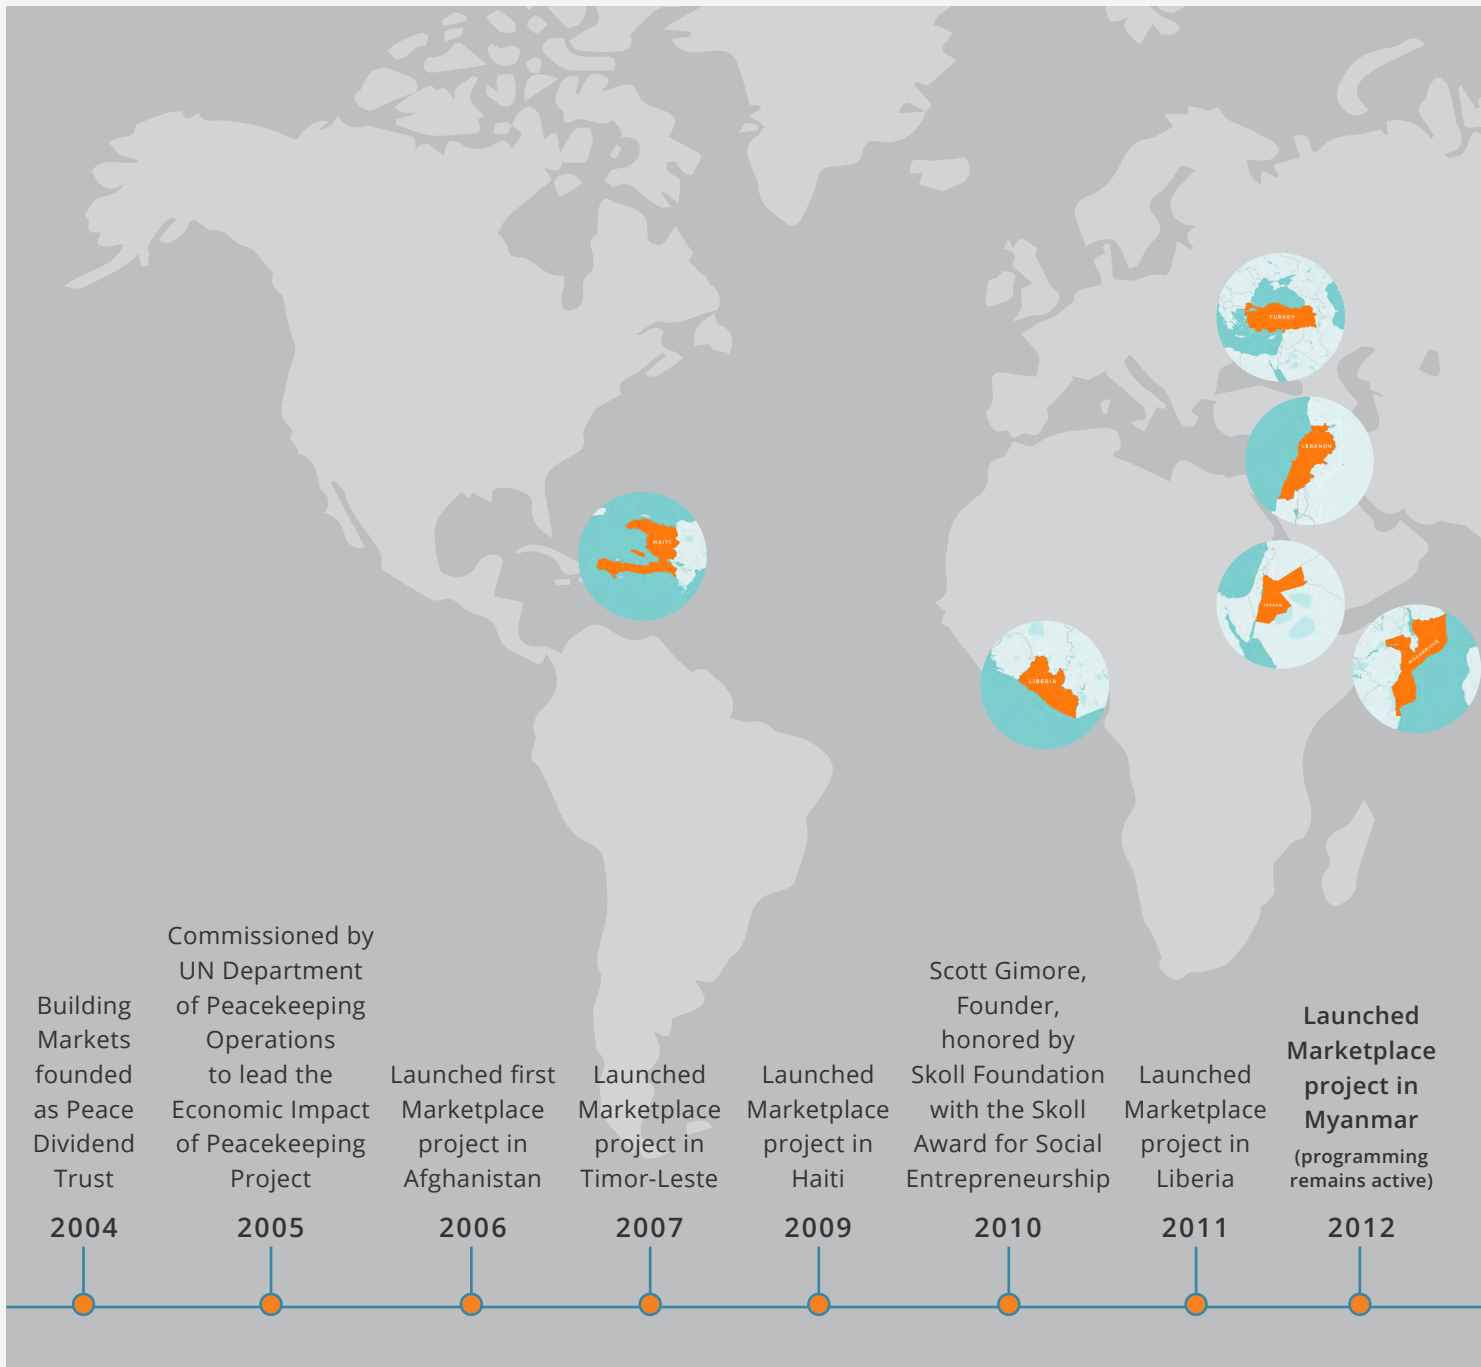 TURKEY
LEBANON
HAITI
JORDAN
MOZAMBIQUE
LIBERIA
Building
Markets
founded
as Peace
Dividend
Trust
2004
Commissioned by
UN Department
of Peacekeeping
Operations
to lead the
Economic Impact
of Peacekeeping
Project
2005
Launched first
Marketplace
project in
Afghanistan
2006
Launched
Marketplace
project in
Timor-Leste
2007
Launched
Marketplace
project in
Haiti
2009
Scott Gimore,
Founder,
honored by
Skoll Foundation
with the Skoll
Award for Social
Entrepreneurship
2010
Launched
Marketplace
project in
Liberia
2011
Launched
Marketplace
project in
Myanmar
(programming
remains active)
2012